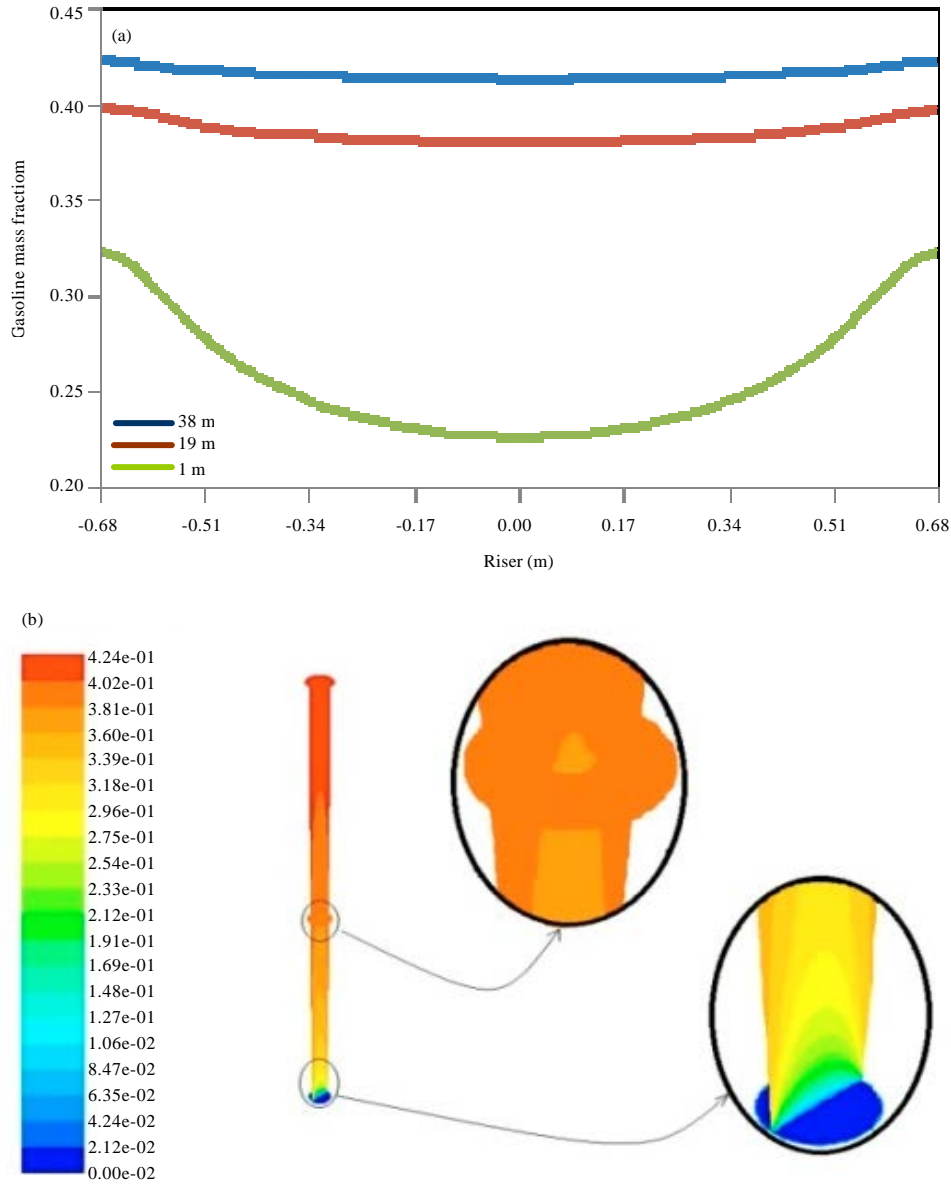 (a)
0.45
0.40
0.35
0.30
0.25
0.20
Gasoline mass fractiom
38 m
19 m
1 m
-0.68 -0.51 -0.34 -0.17 0.00 0.17 0.34 0.51 0.68
Riser (m)
(b)
4.24e-01
4.02e-01
3.81e-01
3.60e-01
3.39e-01
3.18e-01
2.96e-01
2.75e-01
2.54e-01
2.33e-01
2.12e-01
1.91e-01
1.69e-01
1.48e-01
1.27e-01
1.06e-02
8.47e-02
6.35e-02
4.24e-02
2.12e-02
0.00e-02